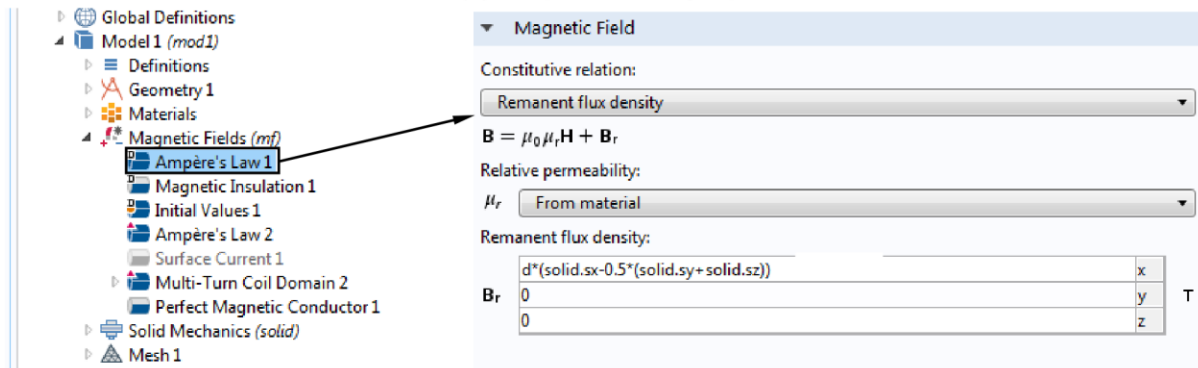 Global Definitions
Model 1 (mod1)
Definitions
Geometry 1
Materials
Magnetic Fields (mf)
Ampère's Law 1
Magnetic Insulation 1
Initial Values 1
Ampère's Law 2
Surface Current 1
Multi-Turn Coil Domain 2
Perfect Magnetic Conductor 1
Solid Mechanics (solid)
Mesh 1
Magnetic Field
Constitutive relation:
Remanent flux density
B = μ₀μᵣH + Bᵣ
Relative permeability:
μᵣ From material
Remanent flux density:
d*(solid.sx-0.5*(solid.sy+solid.sz)) x
Bᵣ 0 y T
0 z